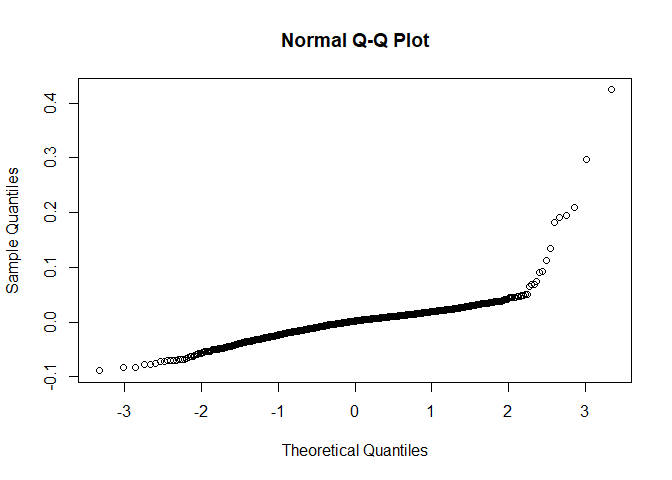 Normal Q-Q Plot
0.4
0.3
0.2
0.1
0.0
-0.1
Sample Quantiles
-3 -2 -1 0 1 2 3
Theoretical Quantiles